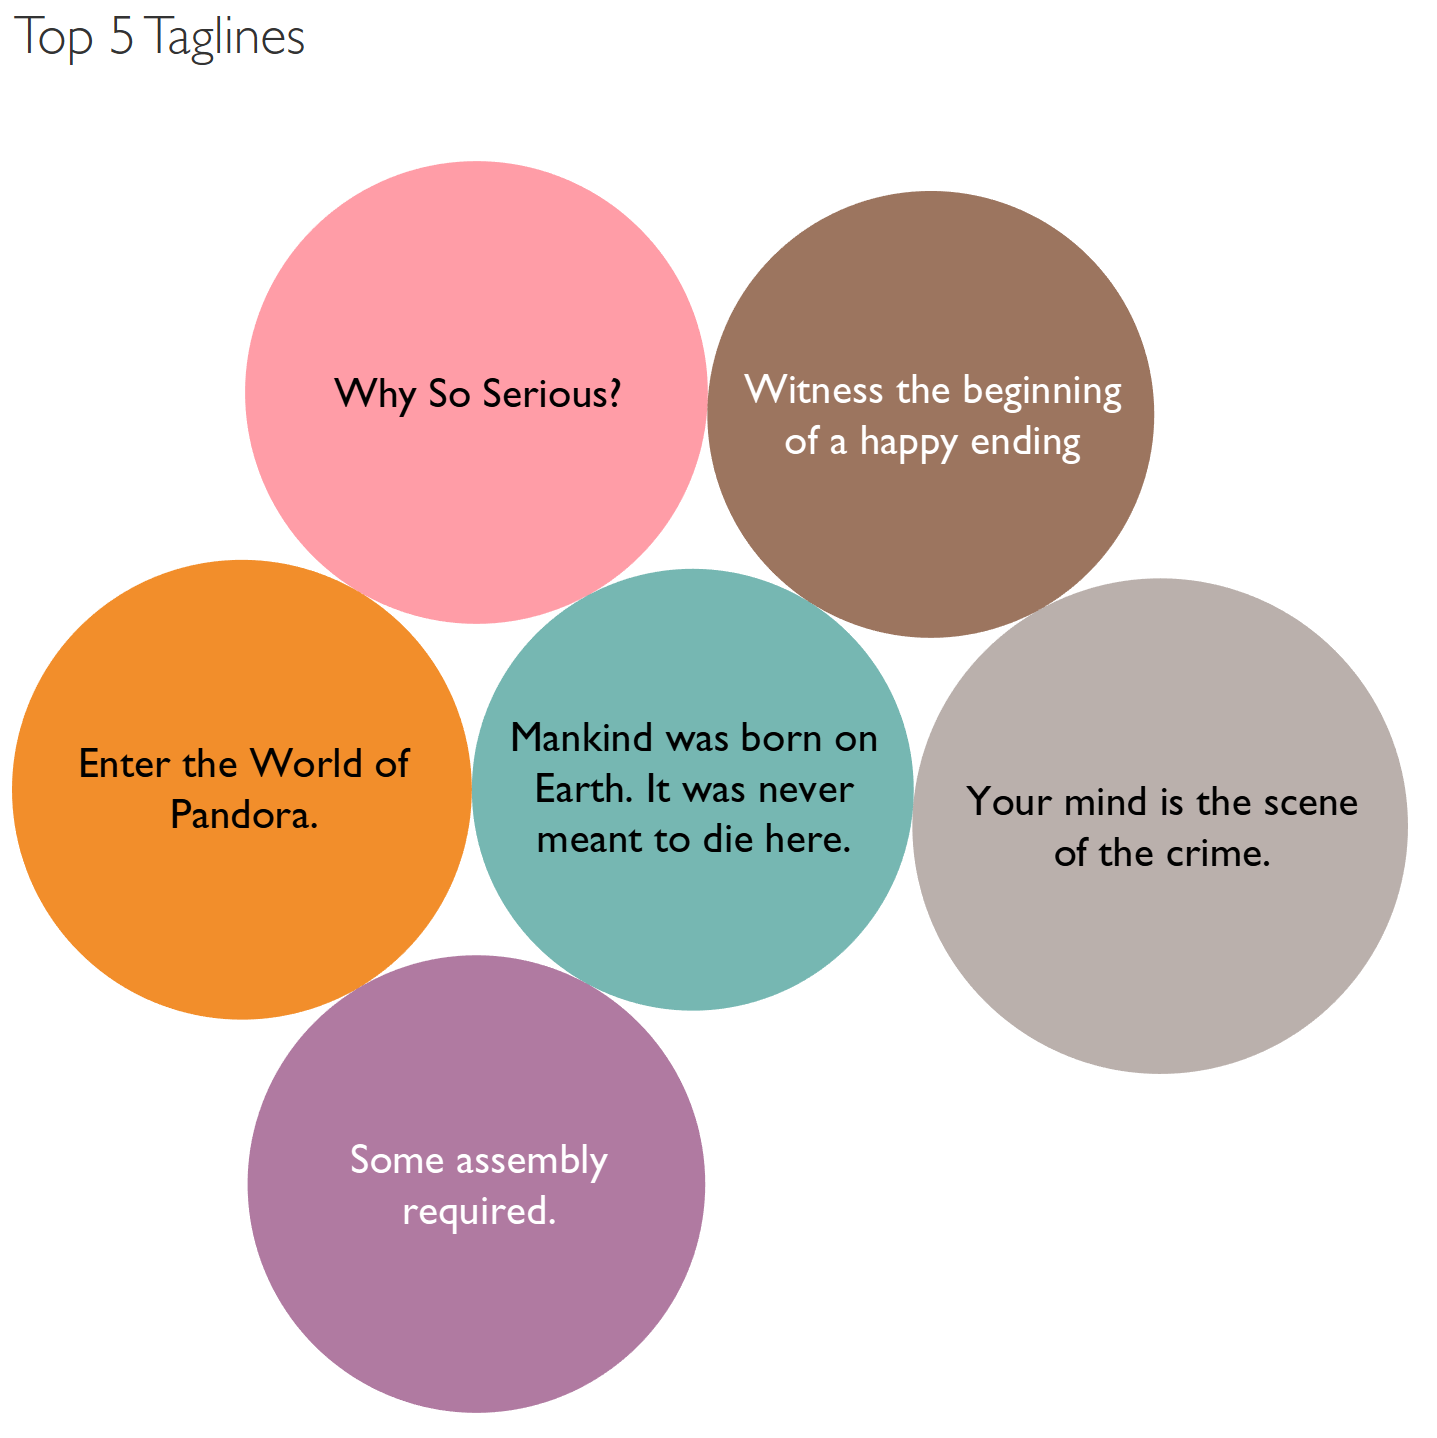 Top 5 Taglines
Why So Serious?
Witness the beginning
of a happy ending
Enter the World of
Pandora.
Mankind was born on
Earth. It was never
meant to die here.
Your mind is the scene
of the crime.
Some assembly
required.